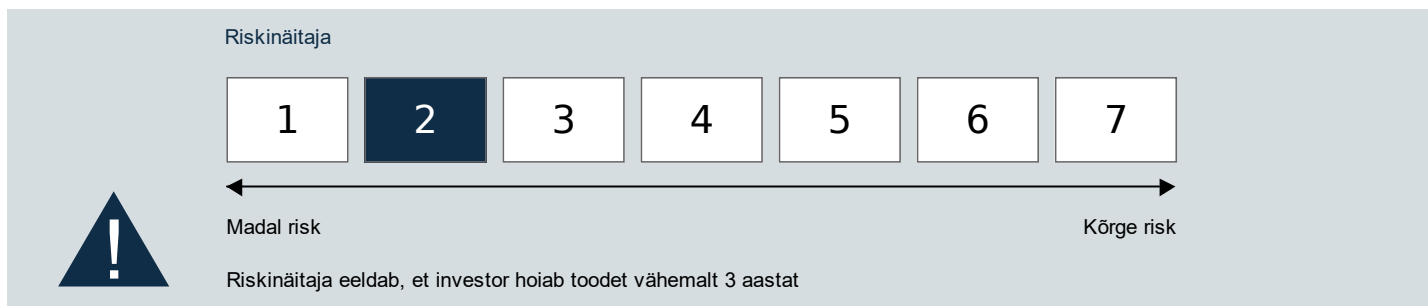 Riskinäitaja
1 2 3 4 5 6 7
Madal risk Kõrge risk
!
Riskinäitaja eeldab, et investor hoiab toodet vähemalt 3 aastat